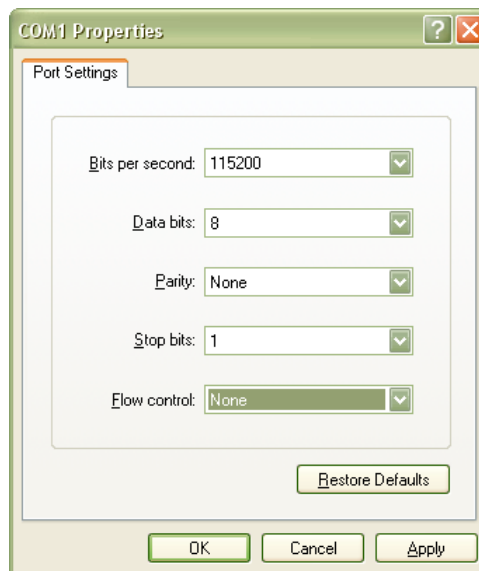 COM1 Properties
Port Settings
Bits per second: 115200
Data bits: 8
Parity: None
Stop bits: 1
Flow control: None
Restore Defaults
OK Cancel Apply